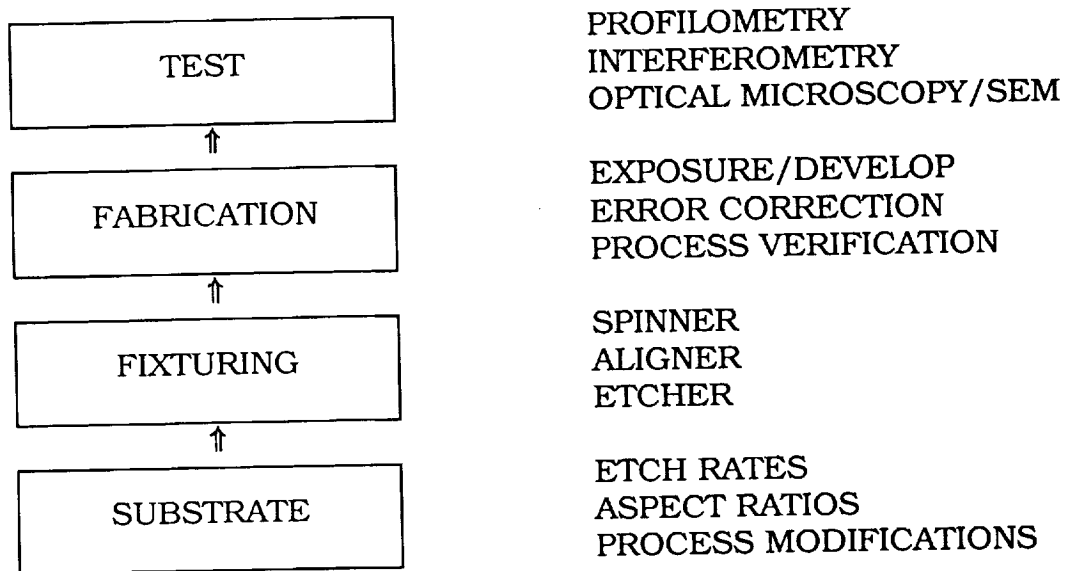 TEST
PROFILOMETRY
INTERFEROMETRY
OPTICAL MICROSCOPY/SEM
FABRICATION
EXPOSURE/DEVELOP
ERROR CORRECTION
PROCESS VERIFICATION
FIXTURING
SPINNER
ALIGNER
ETCHER
SUBSTRATE
ETCH RATES
ASPECT RATIOS
PROCESS MODIFICATIONS